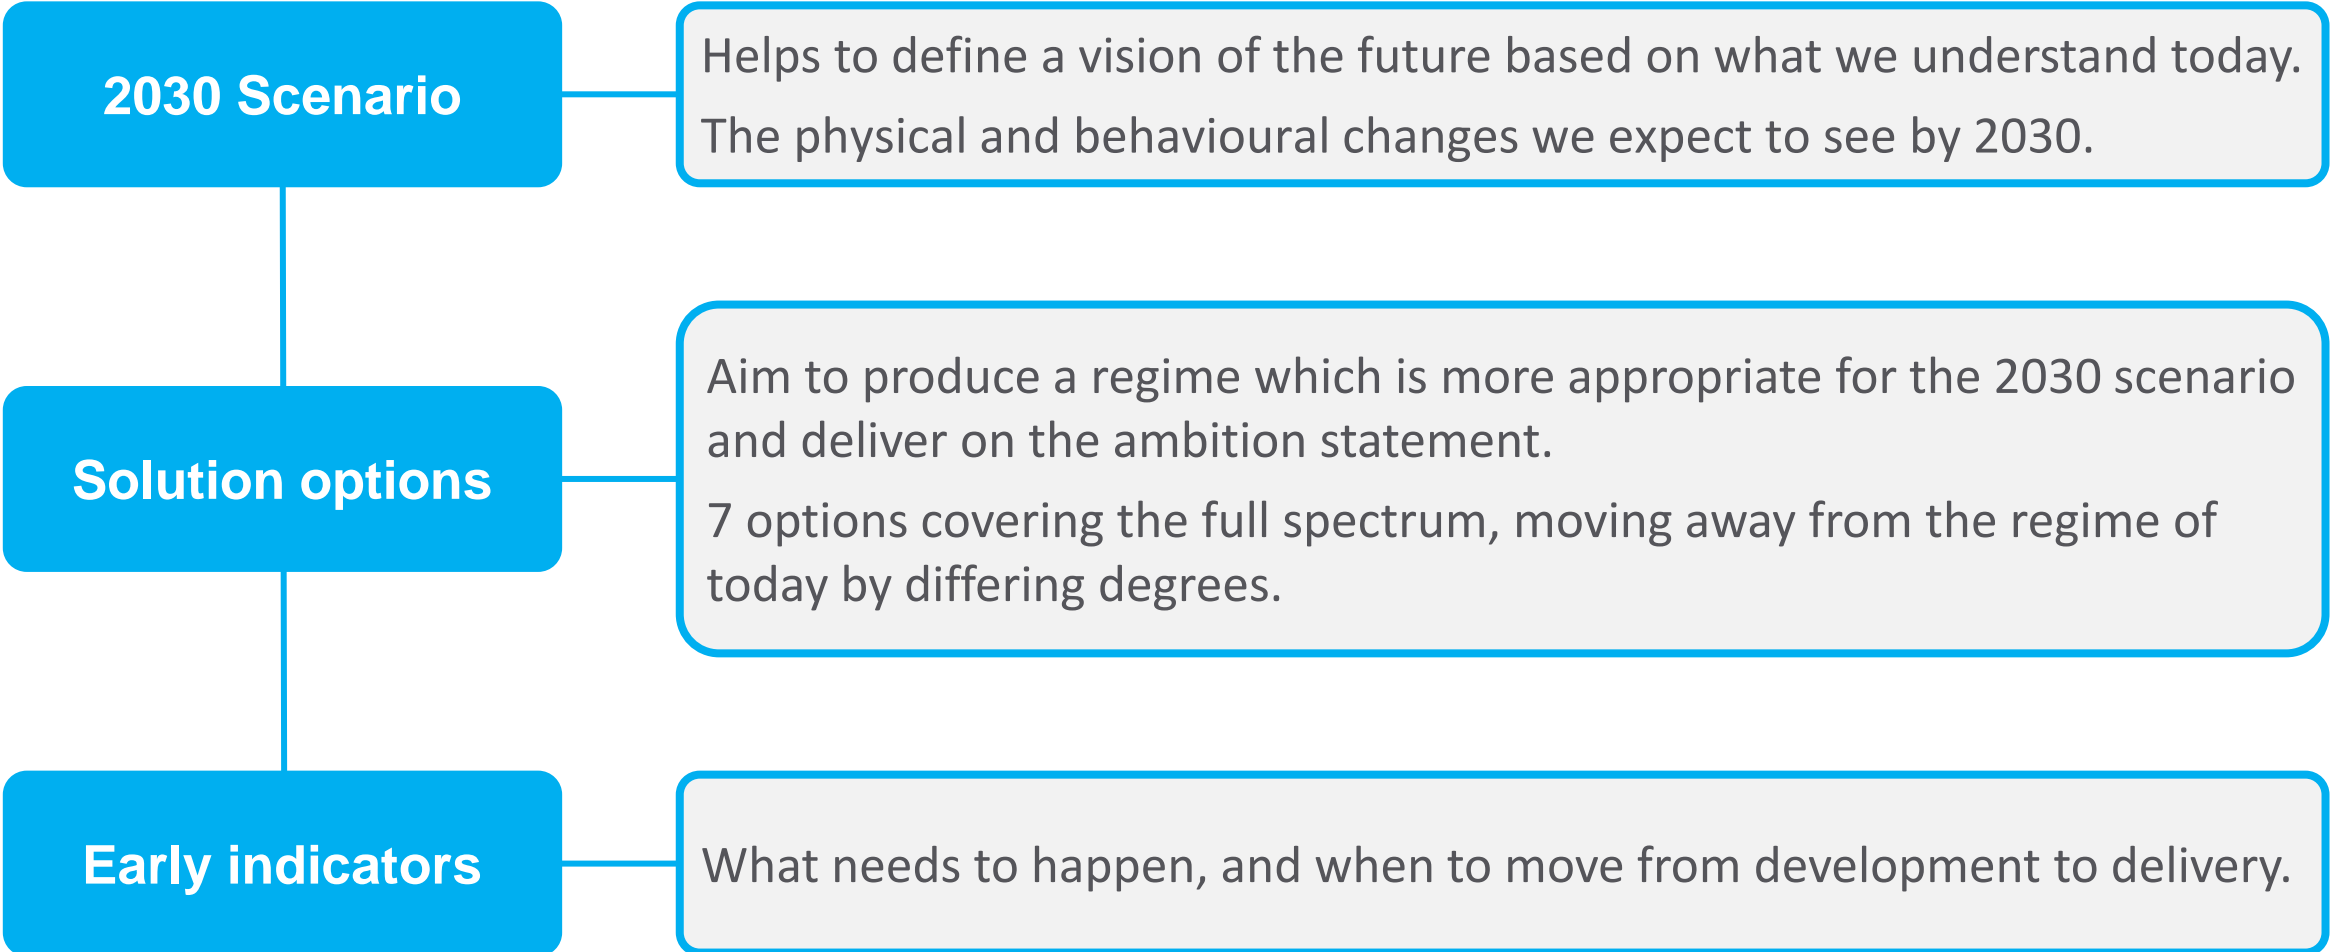 2030 Scenario
Helps to define a vision of the future based on what we understand today.
The physical and behavioural changes we expect to see by 2030.
Solution options
Aim to produce a regime which is more appropriate for the 2030 scenario
and deliver on the ambition statement.
7 options covering the full spectrum, moving away from the regime of
today by differing degrees.
Early indicators
What needs to happen, and when to move from development to delivery.